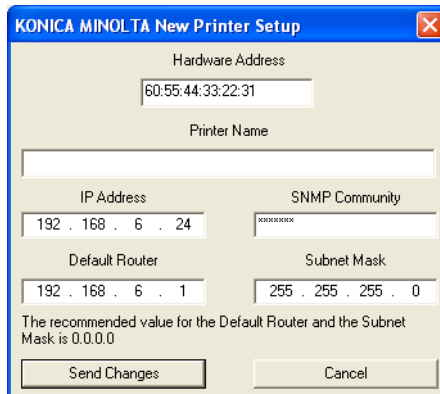 KONICA MINOLTA New Printer Setup
Hardware Address
60:55:44:33:22:31
Printer Name
IP Address
SNMP Community
192 . 168 . 6 . 24
*******
Default Router
Subnet Mask
192 . 168 . 6 . 1
255 . 255 . 255 . 0
The recommended value for the Default Router and the Subnet
Mask is 0.0.0.0
Send Changes
Cancel